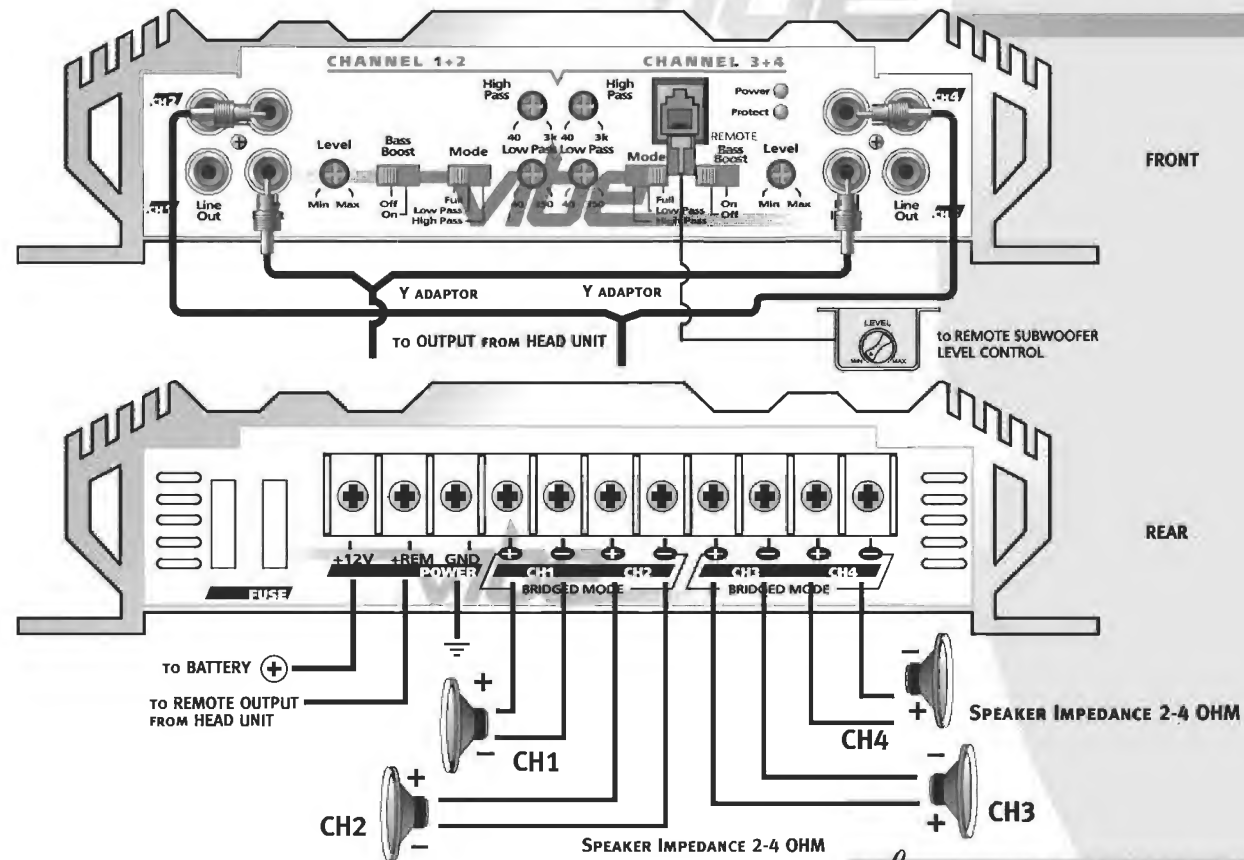 CHANNEL 1+2
CHANNEL 3+4
High Pass
High Pass
Power
Protect
CH2
CH4
40 3k 40 3k
REMOTE
Level
Bass Boost
Mode
Low Pass
Low Pass
Mode
Bass Boost
Level
Line Out
Min Max
Off
On
Full
Low Pass
High Pass
40 350 40 350
VIBE
Full
Low Pass
High Pass
On
Off
Min Max
Line Out
FRONT
Y ADAPTOR
Y ADAPTOR
TO OUTPUT FROM HEAD UNIT
LEVEL
MIN MAX
to REMOTE SUBWOOFER
LEVEL CONTROL
REAR
+12V +REM GND
POWER
CH1 CH2
CH3 CH4
BRIDGED MODE
BRIDGED MODE
FUSE
TO BATTERY +
TO REMOTE OUTPUT
FROM HEAD UNIT
+
−
CH1
+
−
CH2
−
+
CH4
SPEAKER IMPEDANCE 2-4 OHM
−
+
CH3
SPEAKER IMPEDANCE 2-4 OHM